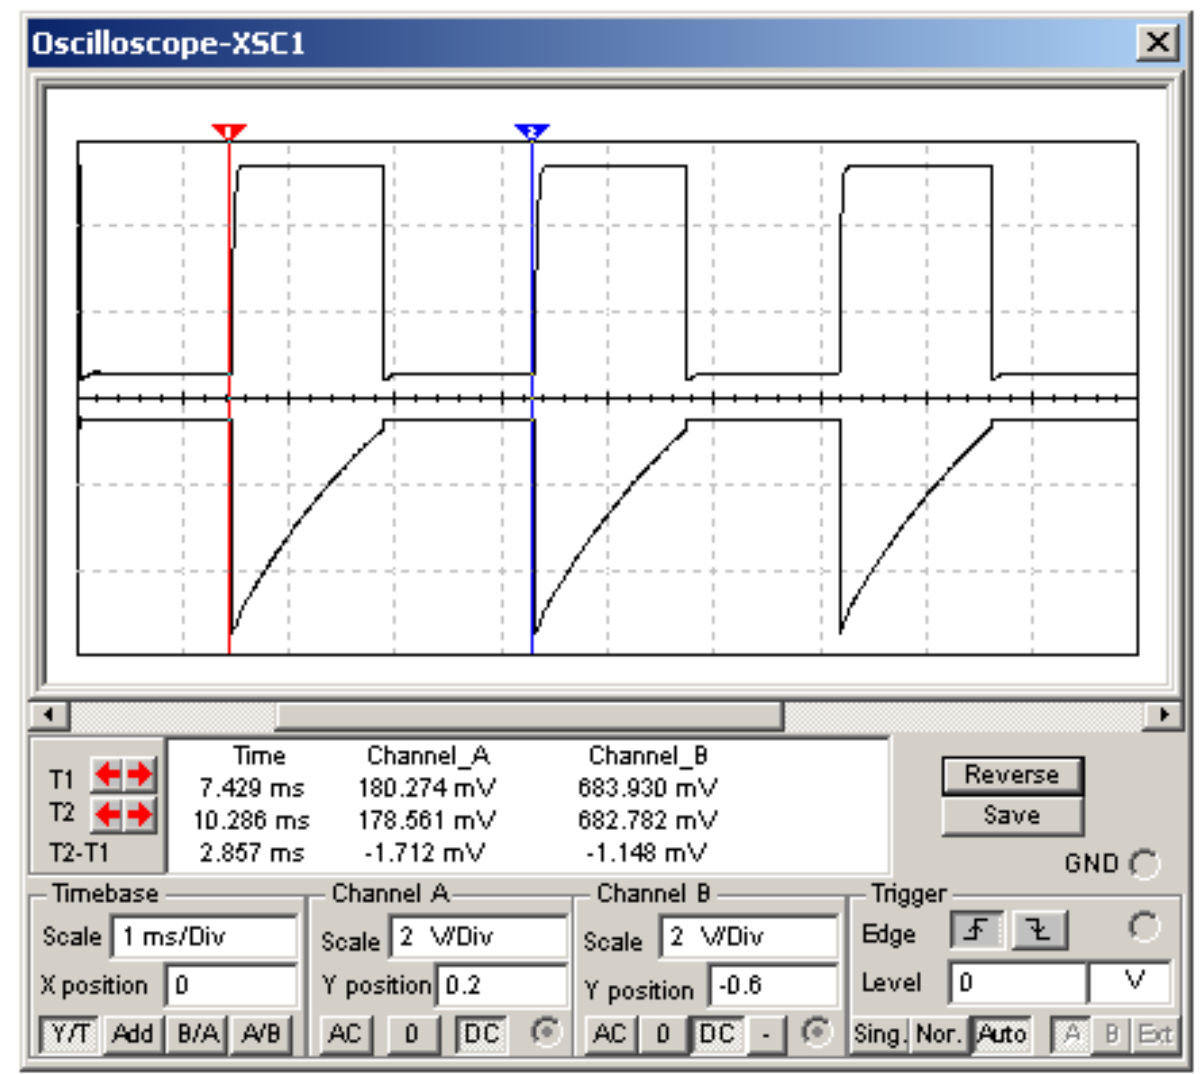 Oscilloscope-XSC1
1 2
Time Channel_A Channel_B
T1 7.429 ms 180.274 mV 683.930 mV
T2 10.286 ms 178.561 mV 682.782 mV
T2-T1 2.857 ms -1.712 mV -1.148 mV
Reverse
Save
GND
Timebase Channel A Channel B Trigger
Scale 1 ms/Div Scale 2 V/Div Scale 2 V/Div Edge
X position 0 Y position 0.2 Y position -0.6 Level 0 V
Y/T Add B/A A/B AC 0 DC AC 0 DC - Sing. Nor. Auto A B Ext